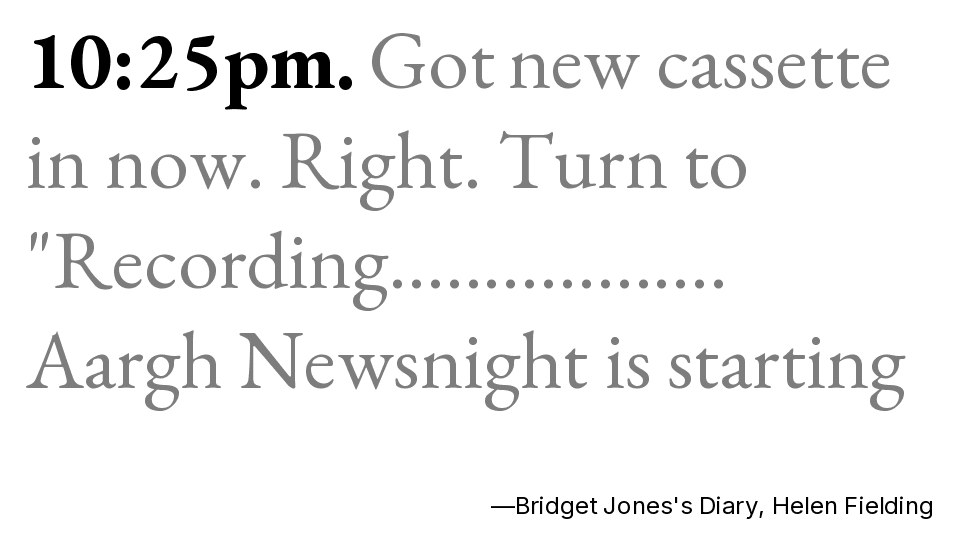 10:25pm. Got new cassette
in now. Right. Turn to
"Recording..................
Aargh Newsnight is starting
—Bridget Jones's Diary, Helen Fielding